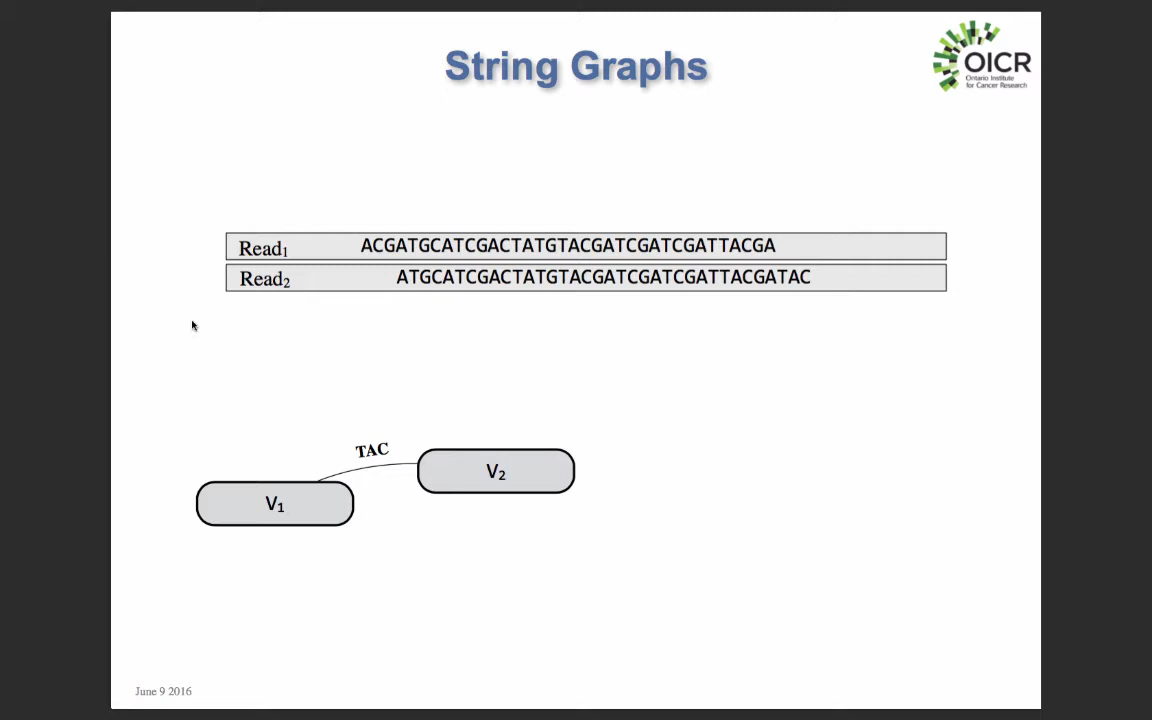 String Graphs
OICR
Ontario Institute
for Cancer Research
Read₁ ACGATGCATCGACTATGTACGATCGATCGATTACGA
Read₂ ATGCATCGACTATGTACGATCGATCGATTACGATAC
TAC
V₂
V₁
June 9 2016